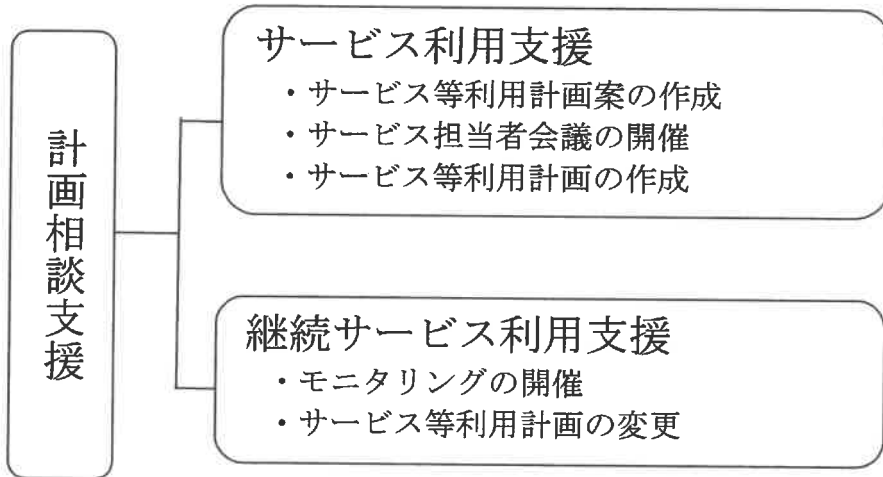 計画相談支援
サービス利用支援
・サービス等利用計画案の作成
・サービス担当者会議の開催
・サービス等利用計画の作成
継続サービス利用支援
・モニタリングの開催
・サービス等利用計画の変更